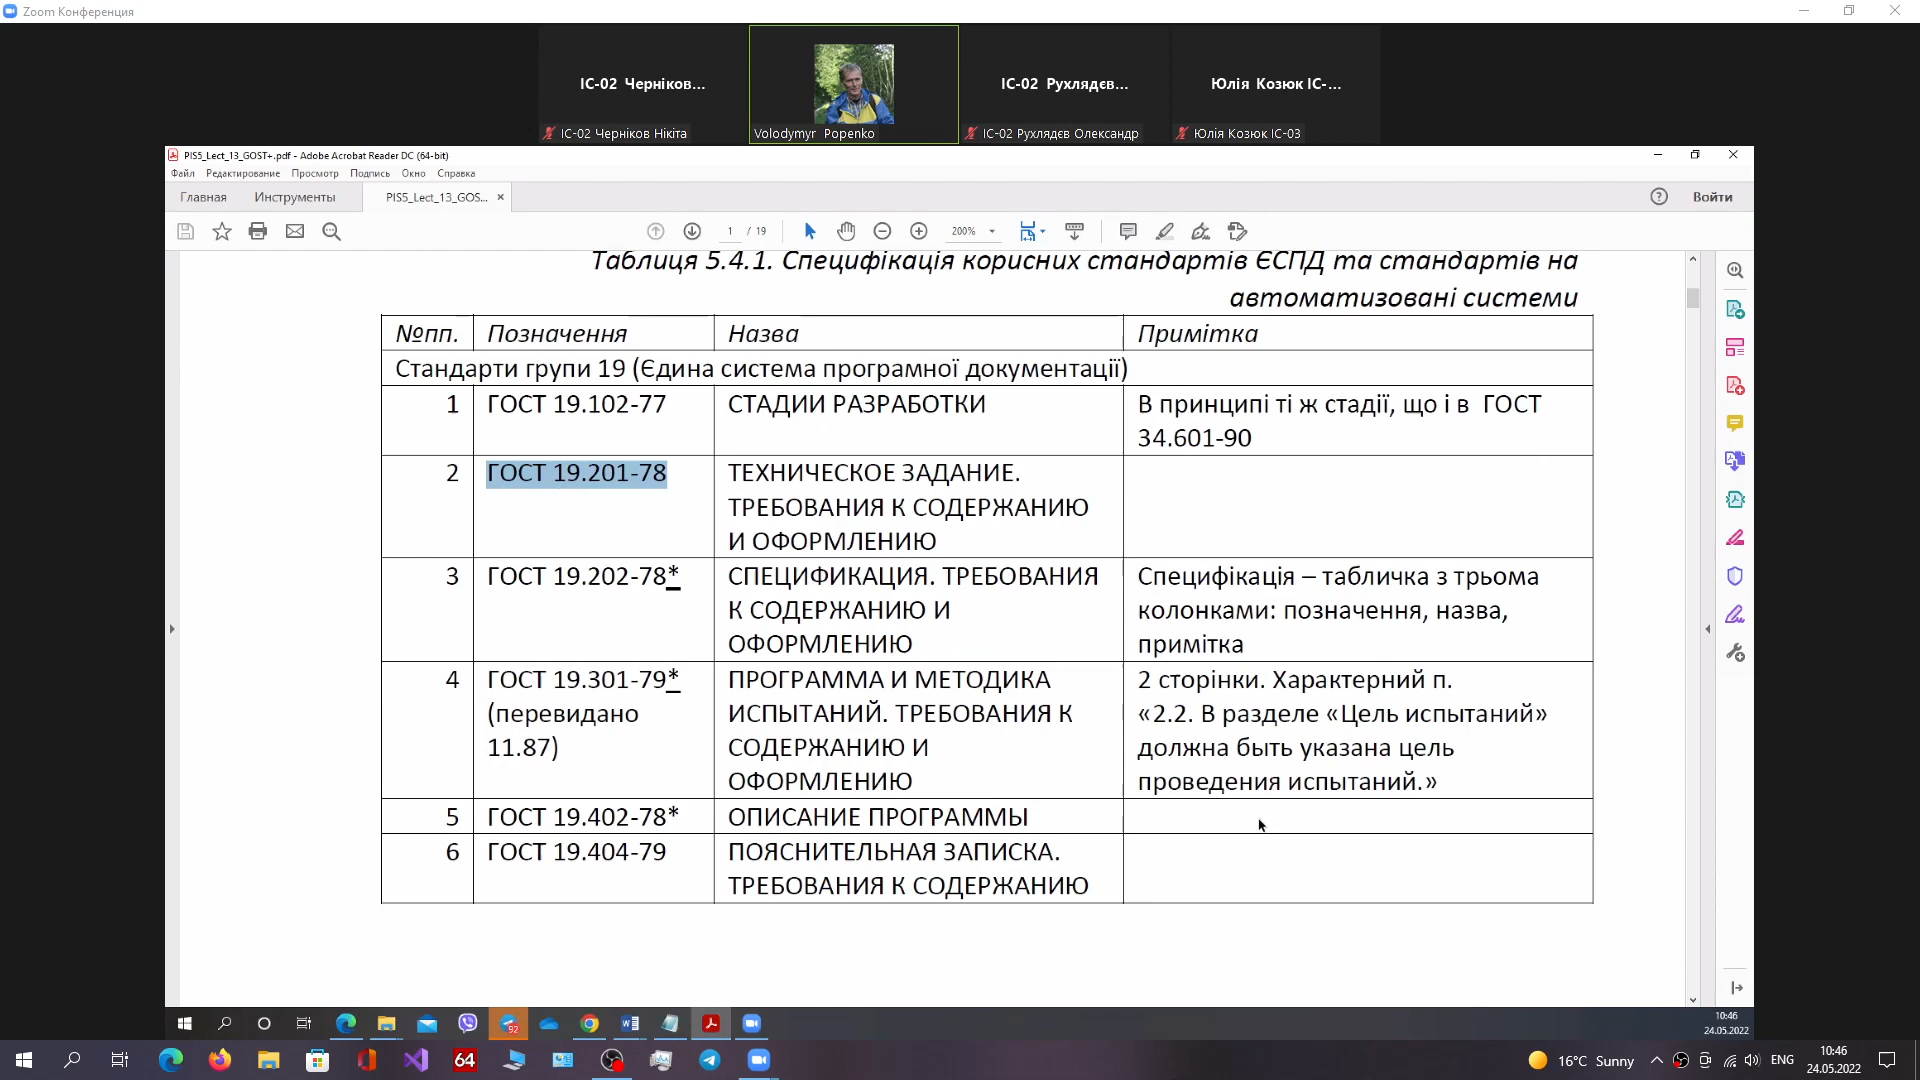 Zoom Конференция
ІС-02 Черніков...
ІС-02 Рухлядєв...
Юлія Козюк ІС-...
ІС-02 Черніков Нікіта
Volodymyr Popenko
ІС-02 Рухлядєв Олександр
Юлія Козюк ІС-03
PIS5_Lect_13_GOST+.pdf - Adobe Acrobat Reader DC (64-bit)
Файл Редактирование Просмотр Подпись Окно Справка
Главная Инструменты PIS5_Lect_13_GOS... × Войти
1 / 19 200%
Таблиця 5.4.1. Специфікація корисних стандартів ЄСПД та стандартів на
автоматизовані системи
№пп. Позначення Назва Примітка
Стандарти групи 19 (Єдина система програмної документації)
1 ГОСТ 19.102-77 СТАДИИ РАЗРАБОТКИ В принципі ті ж стадії, що і в ГОСТ
34.601-90
2 ГОСТ 19.201-78 ТЕХНИЧЕСКОЕ ЗАДАНИЕ.
ТРЕБОВАНИЯ К СОДЕРЖАНИЮ
И ОФОРМЛЕНИЮ
3 ГОСТ 19.202-78* СПЕЦИФИКАЦИЯ. ТРЕБОВАНИЯ Специфікація – табличка з трьома
К СОДЕРЖАНИЮ И колонками: позначення, назва,
ОФОРМЛЕНИЮ примітка
4 ГОСТ 19.301-79* ПРОГРАММА И МЕТОДИКА 2 сторінки. Характерний п.
(перевидано ИСПЫТАНИЙ. ТРЕБОВАНИЯ К «2.2. В разделе «Цель испытаний»
11.87) СОДЕРЖАНИЮ И должна быть указана цель
ОФОРМЛЕНИЮ проведения испытаний.»
5 ГОСТ 19.402-78* ОПИСАНИЕ ПРОГРАММЫ
6 ГОСТ 19.404-79 ПОЯСНИТЕЛЬНАЯ ЗАПИСКА.
ТРЕБОВАНИЯ К СОДЕРЖАНИЮ
92
10:46
24.05.2022
64
16°C Sunny
ENG
10:46
24.05.2022